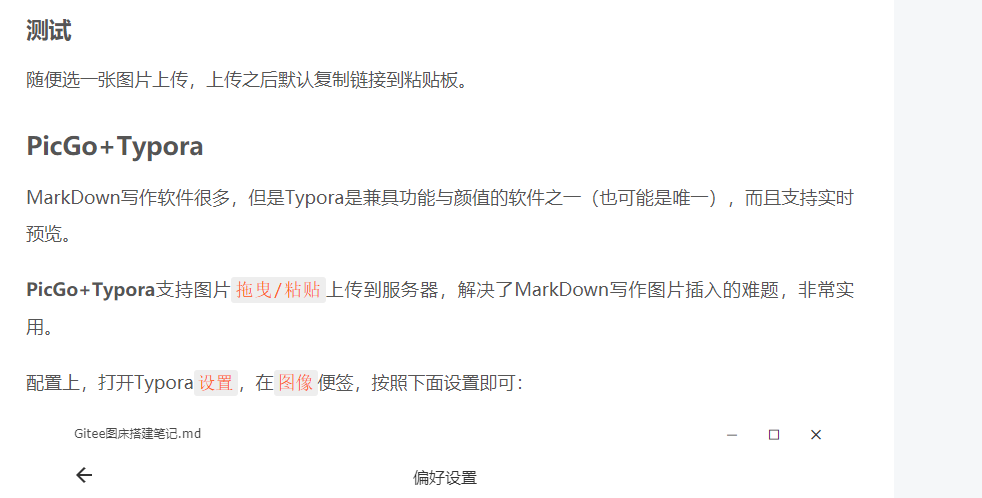 测试
随便选一张图片上传，上传之后默认复制链接到粘贴板。
PicGo+Typora
MarkDown写作软件很多，但是Typora是兼具功能与颜值的软件之一（也可能是唯一），而且支持实时
预览。
PicGo+Typora支持图片拖曳/粘贴上传到服务器，解决了MarkDown写作图片插入的难题，非常实
用。
配置上，打开Typora设置，在图像便签，按照下面设置即可：
Gitee图床搭建笔记.md
偏好设置